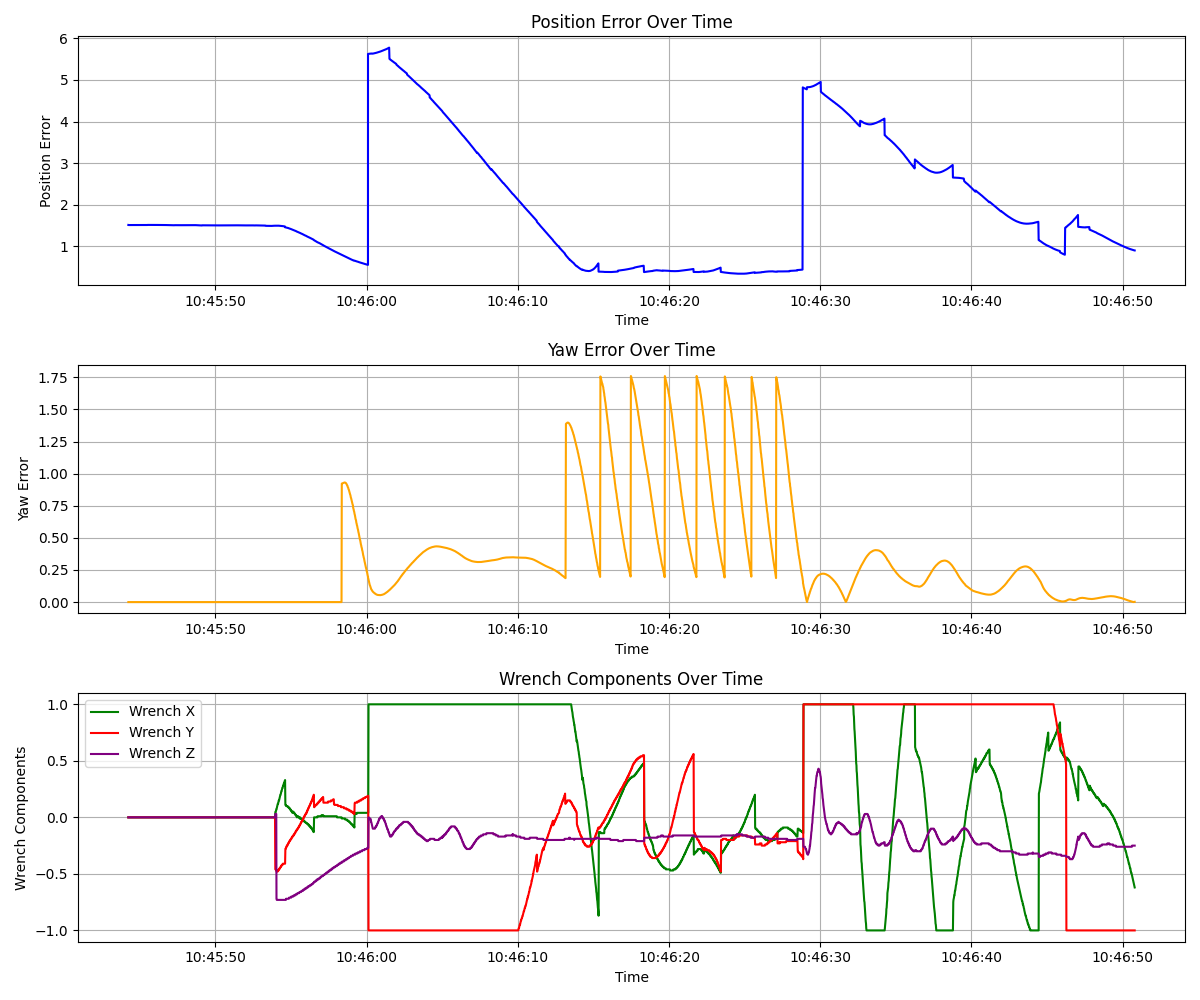 Position Error Over Time
Position Error
6
5
4
3
2
1
10:45:50 10:46:00 10:46:10 10:46:20 10:46:30 10:46:40 10:46:50
Time
Yaw Error Over Time
Yaw Error
1.75
1.50
1.25
1.00
0.75
0.50
0.25
0.00
10:45:50 10:46:00 10:46:10 10:46:20 10:46:30 10:46:40 10:46:50
Time
Wrench Components Over Time
Wrench Components
1.0
0.5
0.0
−0.5
−1.0
Wrench X
Wrench Y
Wrench Z
10:45:50 10:46:00 10:46:10 10:46:20 10:46:30 10:46:40 10:46:50
Time